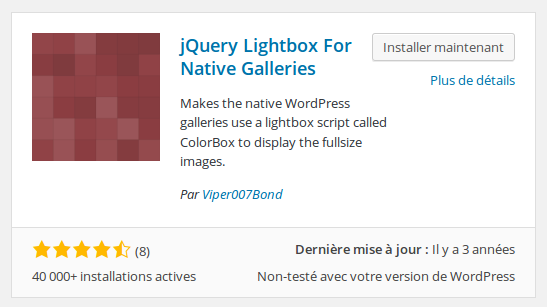 jQuery Lightbox For
Native Galleries
Installer maintenant
Plus de détails
Makes the native WordPress
galleries use a lightbox script called
ColorBox to display the fullsize
images.
Par Viper007Bond
(8)
Dernière mise à jour : Il y a 3 années
40 000+ installations actives
Non-testé avec votre version de WordPress